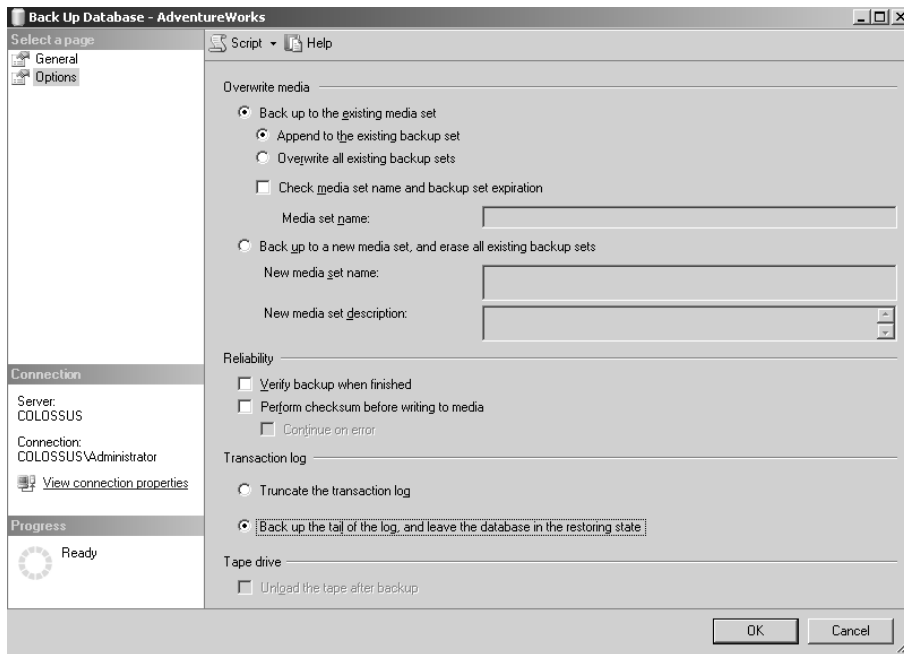 Back Up Database - AdventureWorks
Select a page
General
Options
Script Help
Overwrite media
Back up to the existing media set
Append to the existing backup set
Overwrite all existing backup sets
Check media set name and backup set expiration
Media set name:
Back up to a new media set, and erase all existing backup sets
New media set name:
New media set description:
Reliability
Verify backup when finished
Perform checksum before writing to media
Continue on error
Transaction log
Truncate the transaction log
Back up the tail of the log, and leave the database in the restoring state
Tape drive
Unload the tape after backup
Connection
Server:
COLOSSUS
Connection:
COLOSSUS\Administrator
View connection properties
Progress
Ready
OK Cancel